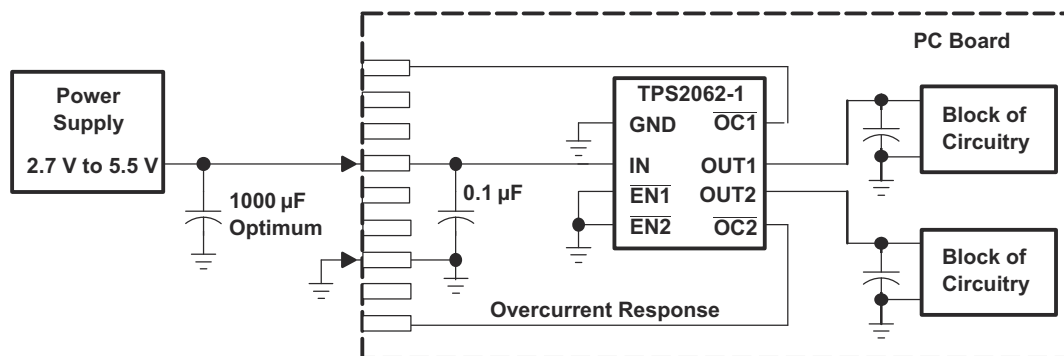 PC Board
Power
Supply
2.7 V to 5.5 V
1000 µF
Optimum
0.1 µF
TPS2062-1
GND
OC1
IN
OUT1
EN1
OUT2
EN2
OC2
Block of
Circuitry
Block of
Circuitry
Overcurrent Response